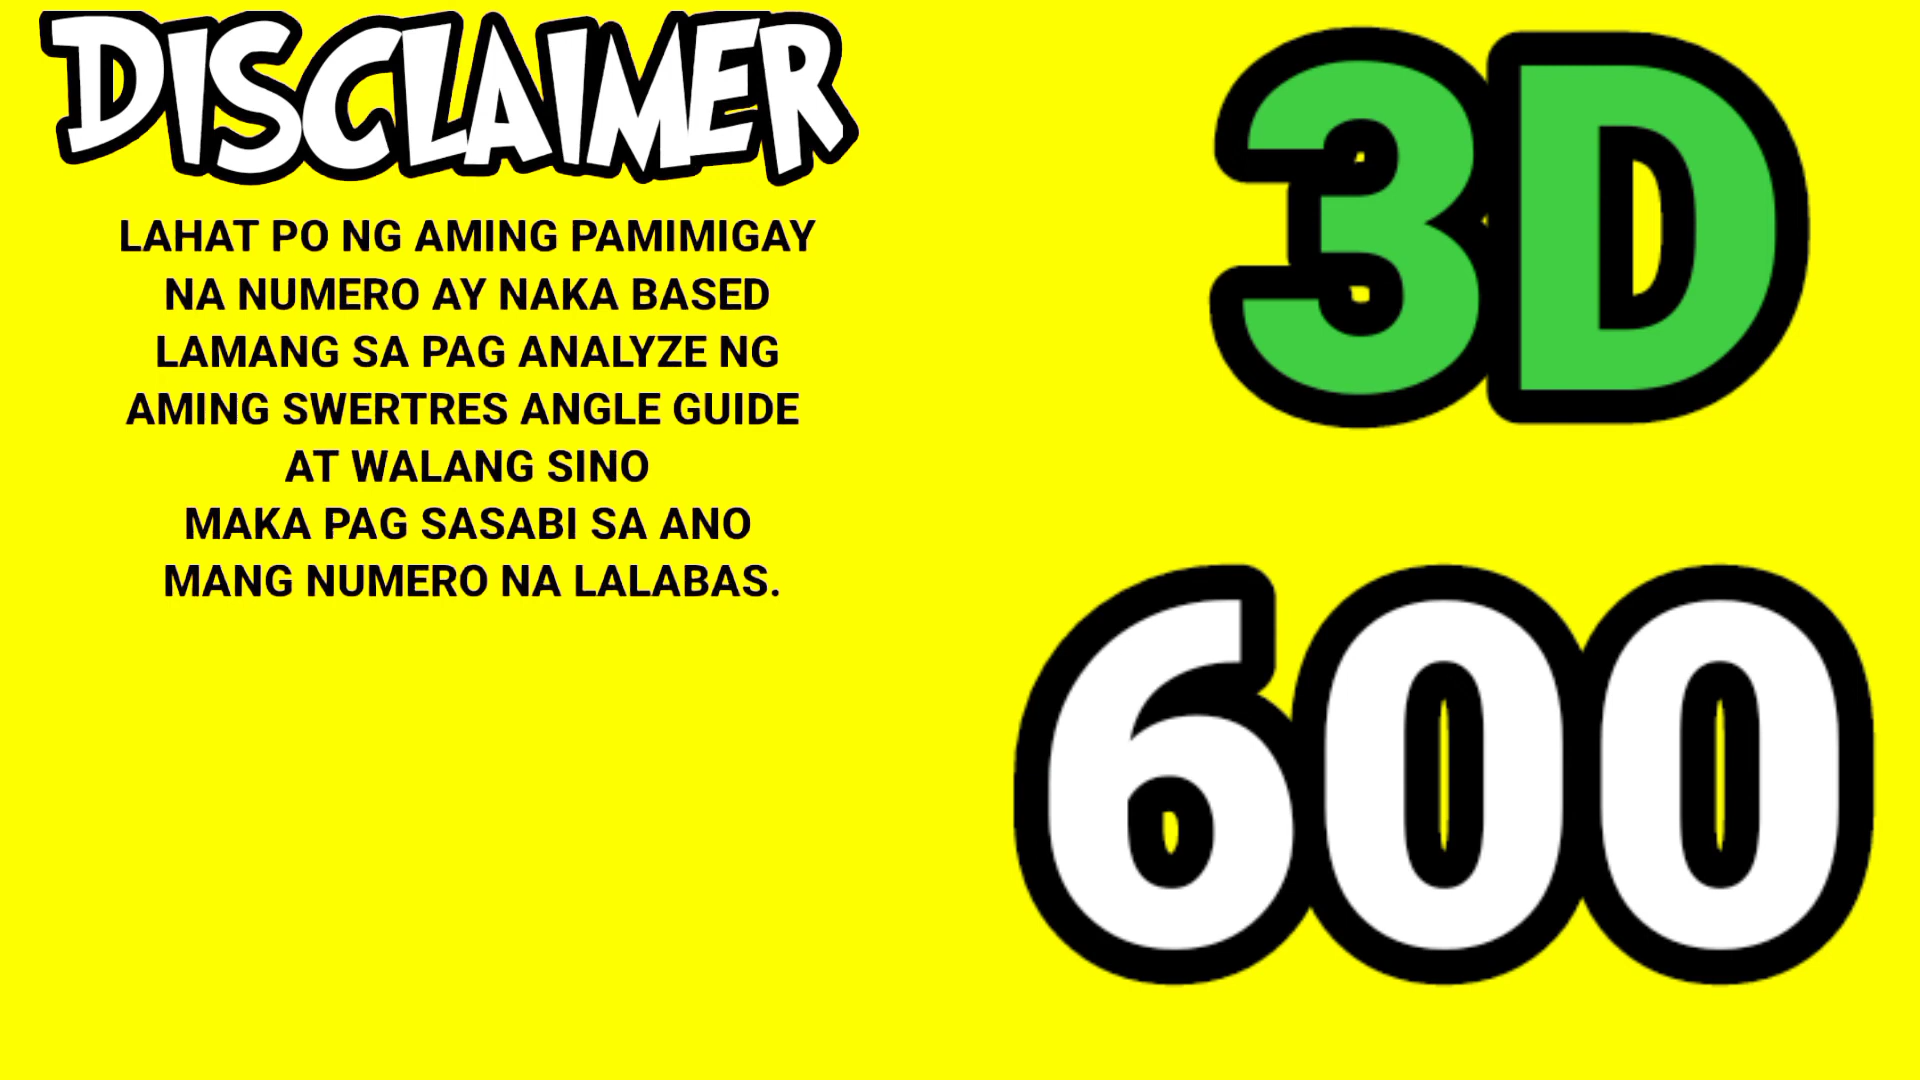 DISCLAIMER
LAHAT PO NG AMING PAMIMIGAY
NA NUMERO AY NAKA BASED
LAMANG SA PAG ANALYZE NG
AMING SWERTRES ANGLE GUIDE
AT WALANG SINO
MAKA PAG SASABI SA ANO
MANG NUMERO NA LALABAS.
3D
600